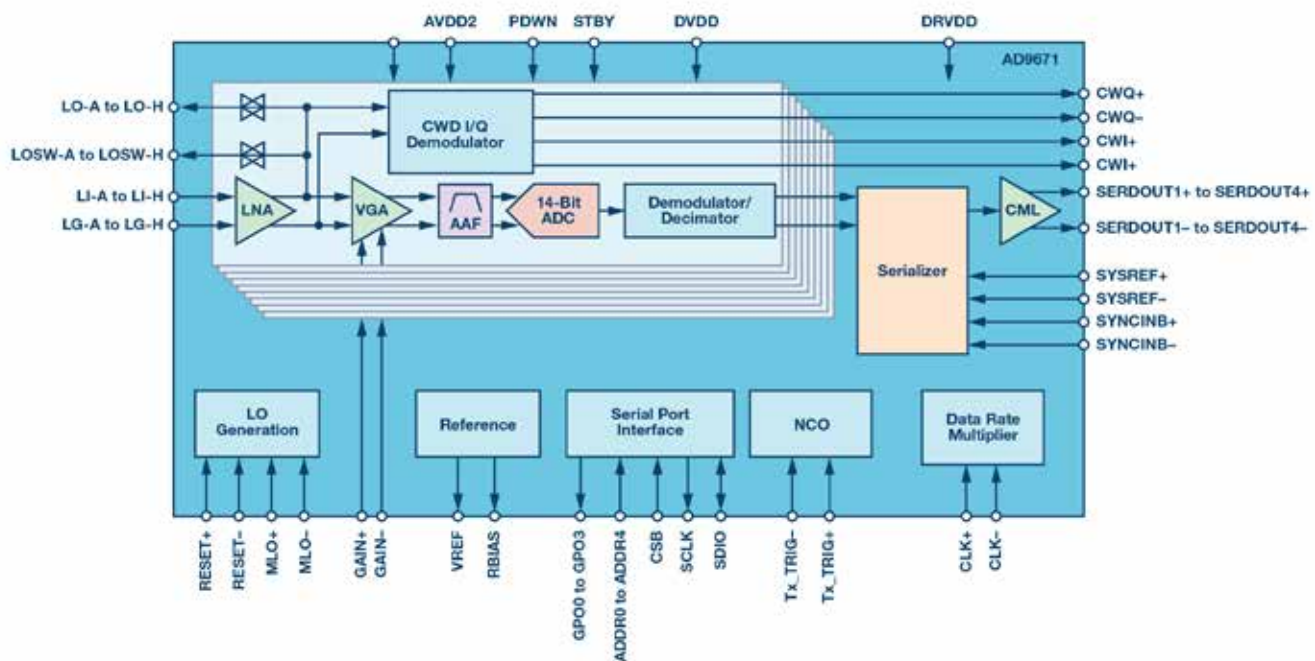 AVDD2
PDWN
STBY
DVDD
DRVDD
AD9671
LO-A to LO-H
LOSW-A to LOSW-H
LI-A to LI-H
LG-A to LG-H
LNA
CWD I/Q
Demodulator
VGA
AAF
14-Bit
ADC
Demodulator/
Decimator
Serializer
CML
CWQ+
CWQ–
CWI+
CWI+
SERDOUT1+ to SERDOUT4+
SERDOUT1– to SERDOUT4–
SYSREF+
SYSREF–
SYNCINB+
SYNCINB–
LO
Generation
Reference
Serial Port
Interface
NCO
Data Rate
Multiplier
RESET+
RESET–
MLO+
MLO–
GAIN+
GAIN–
VREF
RBIAS
GPO0 to GPO3
ADDR0 to ADDR4
CSB
SCLK
SDIO
Tx_TRIG–
Tx_TRIG+
CLK+
CLK–